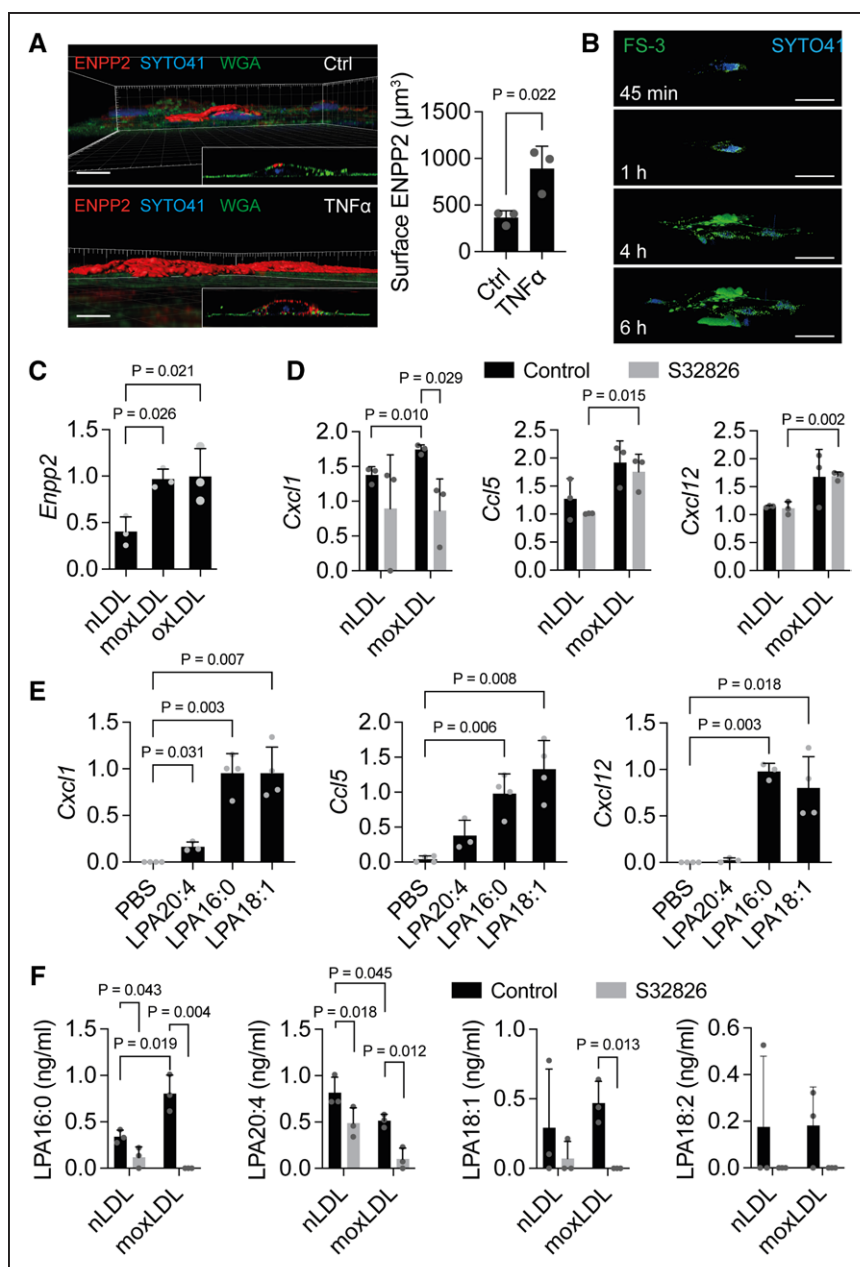 A
ENPP2 SYTO41 WGA Ctrl
ENPP2 SYTO41 WGA TNFα
Surface ENPP2 (μm³)
P = 0.022
1500
1000
500
0
Ctrl
TNFα
B
FS-3 SYTO41
45 min
1 h
4 h
6 h
C
Enpp2
P = 0.021
P = 0.026
1.5
1.0
0.5
0.0
nLDL
moxLDL
oxLDL
D
Control S32826
Cxcl1
P = 0.029
P = 0.010
2.0
1.5
1.0
0.5
0.0
nLDL
moxLDL
Ccl5
P = 0.015
2.5
2.0
1.5
1.0
0.5
0.0
nLDL
moxLDL
Cxcl12
P = 0.002
2.5
2.0
1.5
1.0
0.5
0.0
nLDL
moxLDL
E
Cxcl1
P = 0.007
P = 0.003
P = 0.031
1.5
1.0
0.5
0.0
PBS
LPA20:4
LPA16:0
LPA18:1
Ccl5
P = 0.008
P = 0.006
2.0
1.5
1.0
0.5
0.0
PBS
LPA20:4
LPA16:0
LPA18:1
Cxcl12
P = 0.018
P = 0.003
1.5
1.0
0.5
0.0
PBS
LPA20:4
LPA16:0
LPA18:1
F
Control S32826
LPA16:0 (ng/ml)
P = 0.043
P = 0.004
P = 0.019
1.5
1.0
0.5
0.0
nLDL
moxLDL
LPA20:4 (ng/ml)
P = 0.045
P = 0.018
P = 0.012
1.5
1.0
0.5
0.0
nLDL
moxLDL
LPA18:1 (ng/ml)
P = 0.013
1.0
0.5
0.0
nLDL
moxLDL
LPA18:2 (ng/ml)
0.6
0.4
0.2
0.0
nLDL
moxLDL